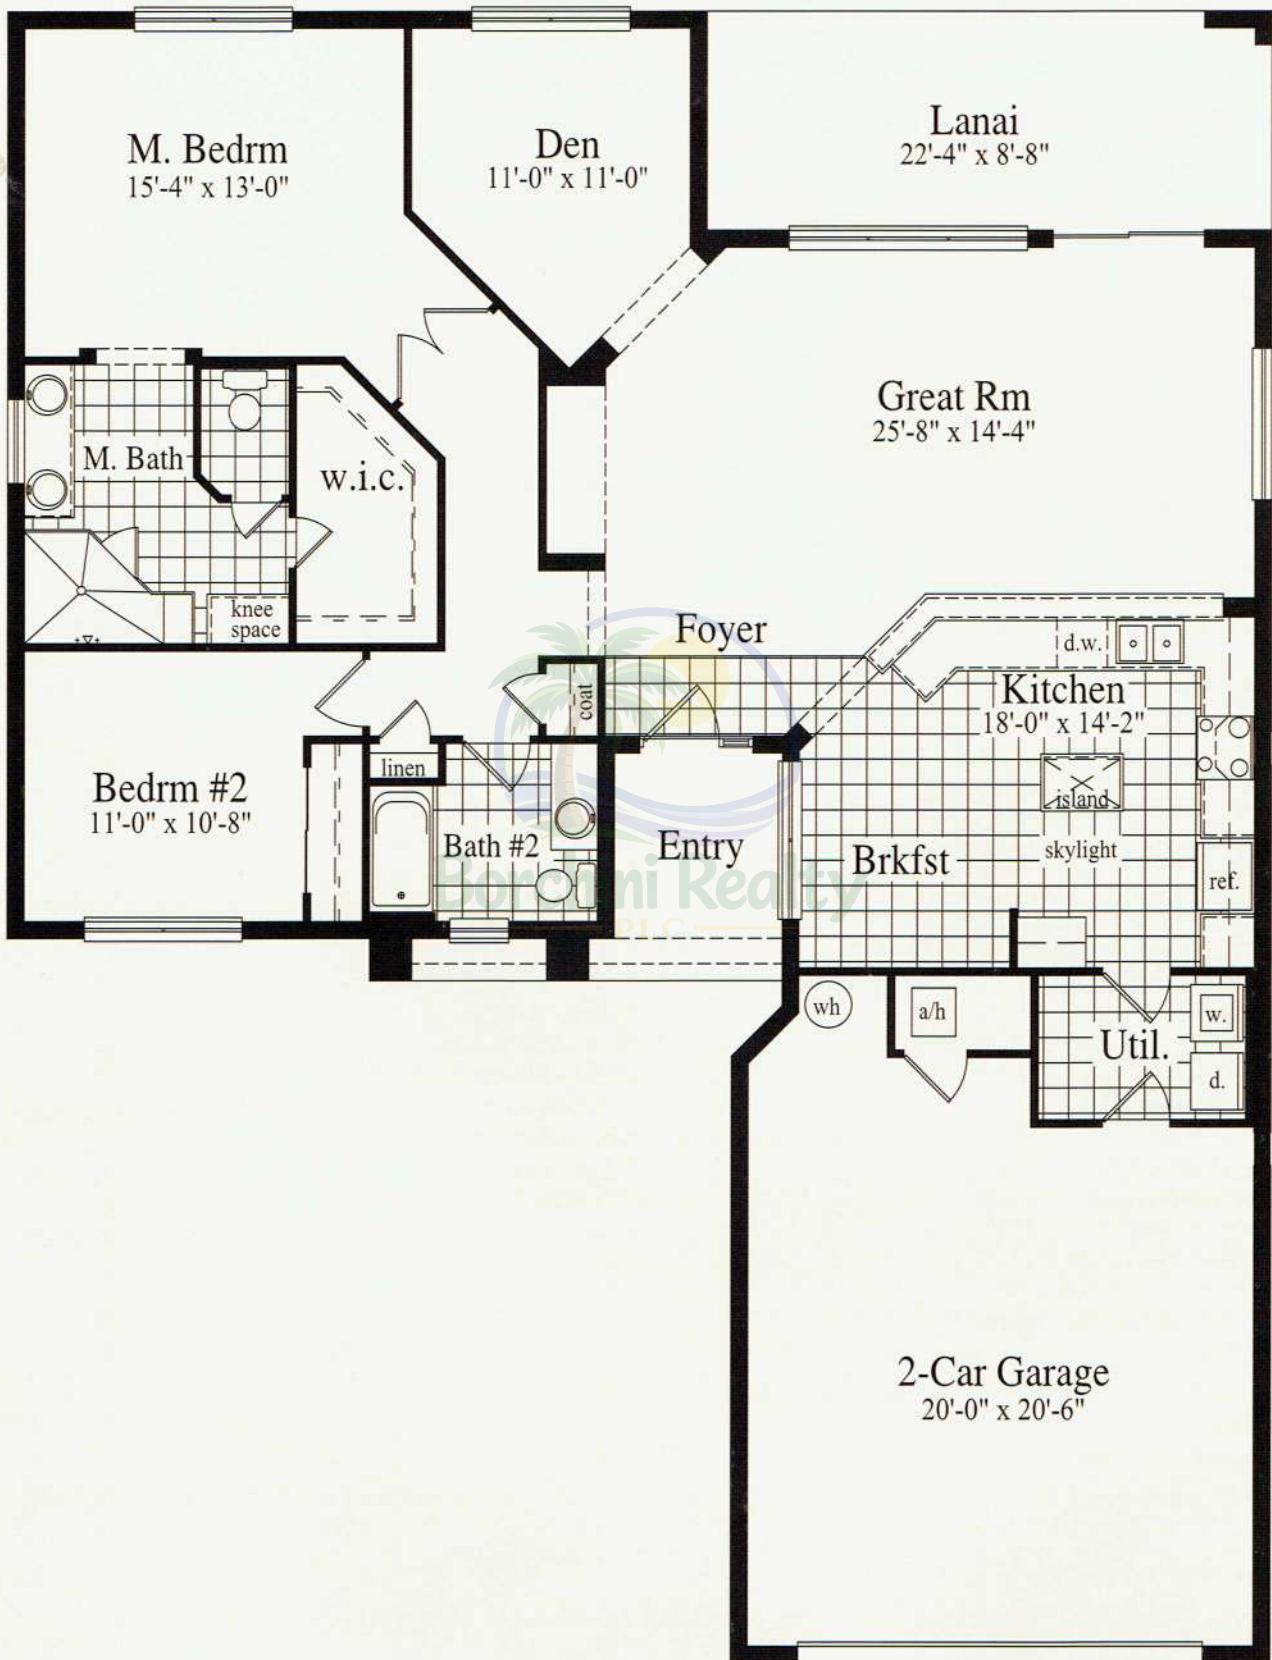 M. Bedrm
15'-4" x 13'-0"
Den
11'-0" x 11'-0"
Lanai
22'-4" x 8'-8"
Great Rm
25'-8" x 14'-4"
M. Bath
w.i.c.
knee
space
Foyer
d.w.
Kitchen
18'-0" x 14'-2"
coat
linen
Bedrm #2
11'-0" x 10'-8"
Bath #2
Entry
island
Brkfst
skylight
ref.
Realty
PLG
wh
a/h
w.
Util.
d.
2-Car Garage
20'-0" x 20'-6"